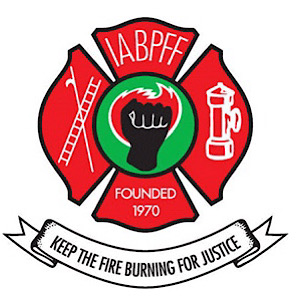 IABPFF
FOUNDED
1970
KEEP THE FIRE BURNING FOR JUSTICE